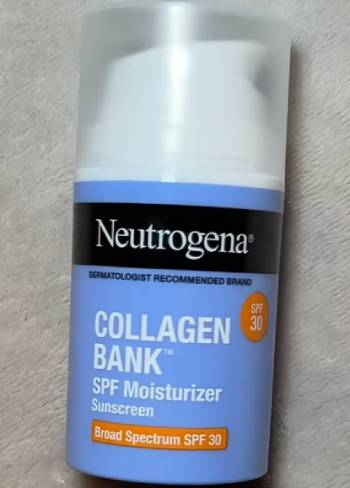 Neutrogena®
DERMATOLOGIST RECOMMENDED BRAND
SPF
30
COLLAGEN
BANK™
SPF Moisturizer
Sunscreen
Broad Spectrum SPF 30